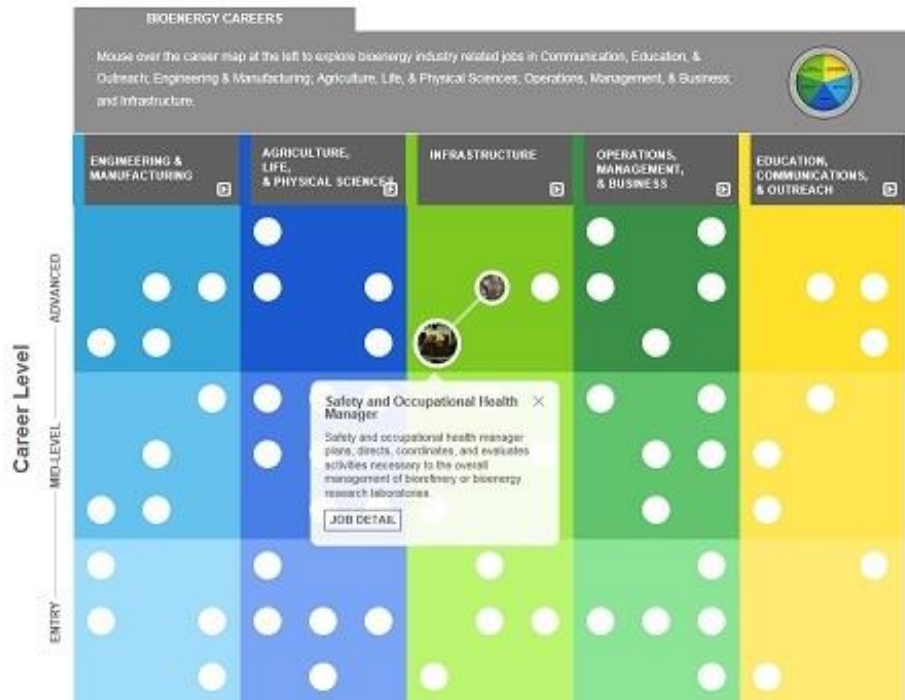 BIOENERGY CAREERS
Mouse over the career map at the left to explore bioenergy industry related jobs in Communication, Education, &
Outreach; Engineering & Manufacturing; Agriculture, Life, & Physical Sciences; Operations, Management, & Business;
and Infrastructure.
ENGINEERING &
MANUFACTURING
AGRICULTURE,
LIFE,
& PHYSICAL SCIENCES
INFRASTRUCTURE
OPERATIONS,
MANAGEMENT,
& BUSINESS
EDUCATION,
COMMUNICATIONS,
& OUTREACH
Career Level
ADVANCED
MID-LEVEL
ENTRY
Safety and Occupational Health
Manager
Safety and occupational health manager
plans, directs, coordinates, and evaluates
activities necessary to the overall
management of biorefinery or bioenergy
research laboratories.
JOB DETAIL